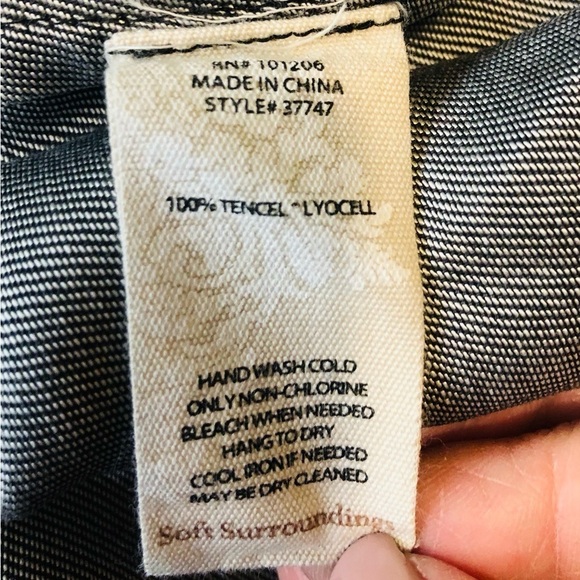 RN# 101206
MADE IN CHINA
STYLE# 37747
100% TENCEL ~ LYOCELL
HAND WASH COLD
ONLY NON-CHLORINE
BLEACH WHEN NEEDED
HANG TO DRY
COOL IRON IF NEEDED
MAY BE DRY CLEANED
Soft Surroundings